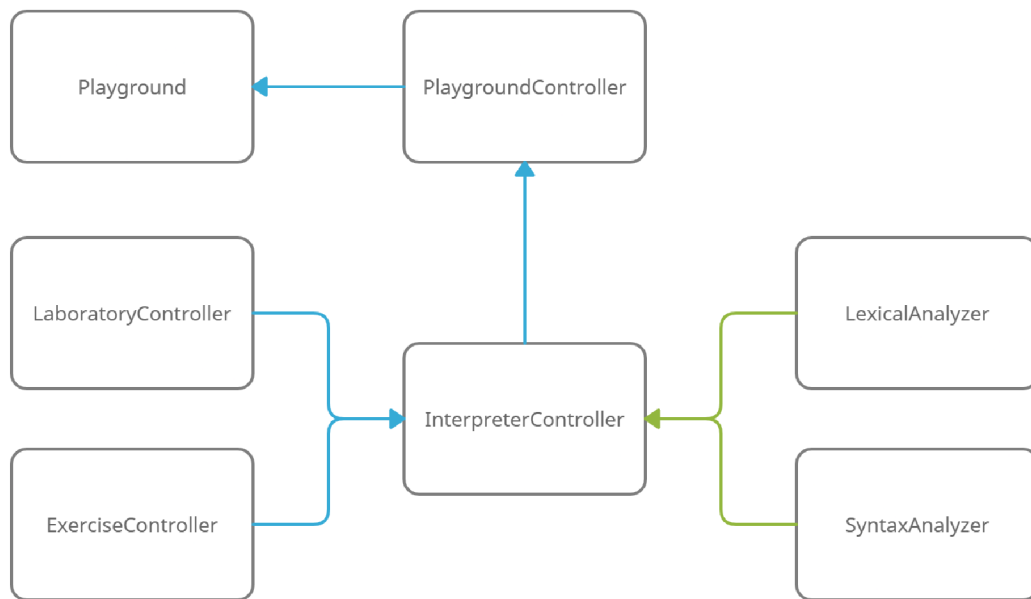 Playground
PlaygroundController
LaboratoryController
LexicalAnalyzer
InterpreterController
ExerciseController
SyntaxAnalyzer